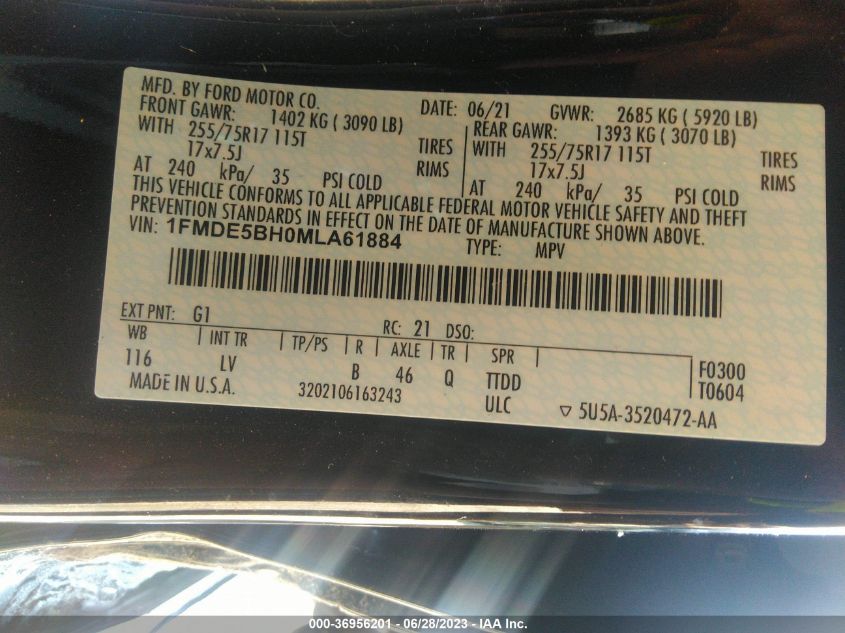 MFD. BY FORD MOTOR CO.
DATE: 06/21 GVWR: 2685 KG ( 5920 LB)
FRONT GAWR: 1402 KG ( 3090 LB)
REAR GAWR: 1393 KG ( 3070 LB)
WITH 255/75R17 115T TIRES
WITH 255/75R17 115T TIRES
17x7.5J RIMS
17x7.5J RIMS
AT 240 kPa/ 35 PSI COLD
AT 240 kPa/ 35 PSI COLD
THIS VEHICLE CONFORMS TO ALL APPLICABLE FEDERAL MOTOR VEHICLE SAFETY AND THEFT
PREVENTION STANDARDS IN EFFECT ON THE DATE OF MANUFACTURE SHOWN ABOVE.
VIN: 1FMDE5BH0MLA61884 TYPE: MPV
EXT PNT: G1 RC: 21 DSO:
WB INT TR TP/PS R AXLE TR SPR
116 LV B 46 Q TTDD F0300
T0604
MADE IN U.S.A. 3202106163243 ULC ▽ 5U5A-3520472-AA
000-36956201 - 06/28/2023 - IAA Inc.